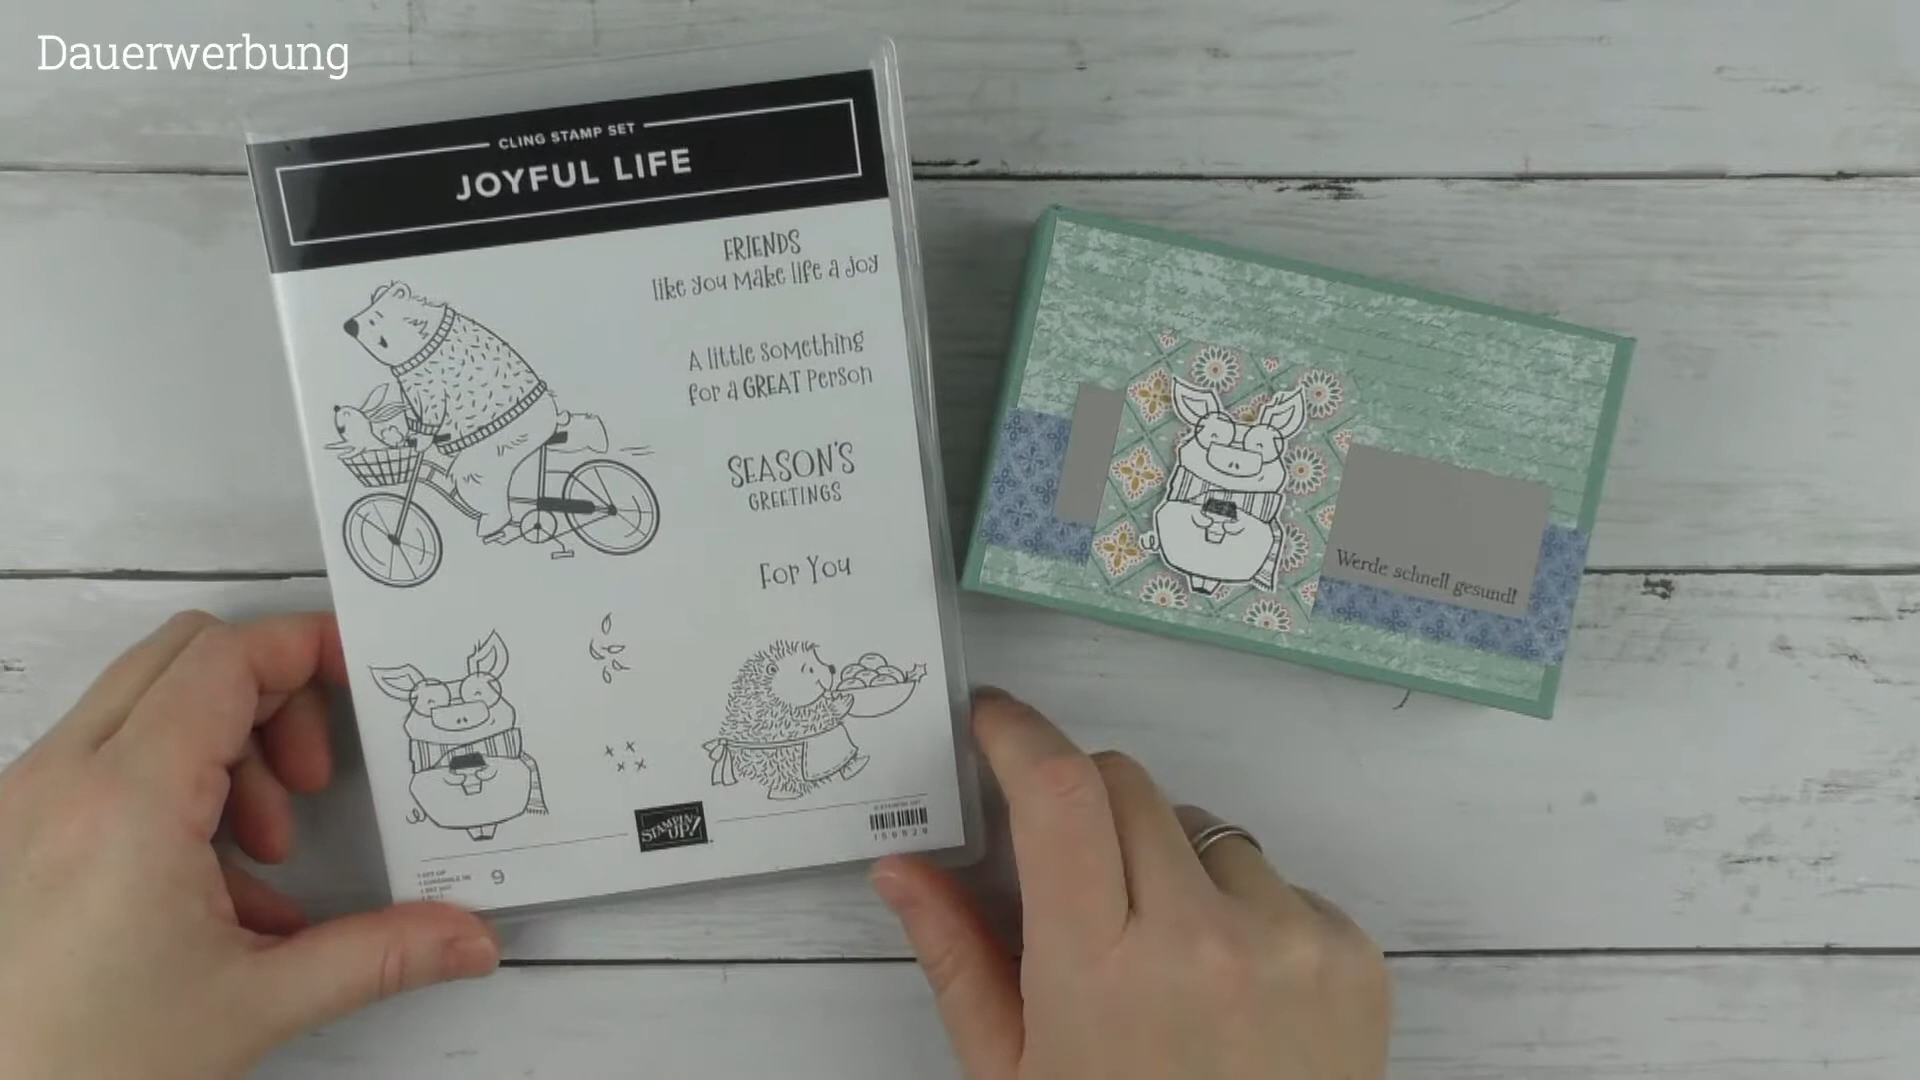 Dauerwerbung
CLING STAMP SET
JOYFUL LIFE
FRIENDS
like you make life a joy
A little something
for a GREAT person
SEASON'S
GREETINGS
For You
STAMPIN'
UP!
9
Werde schnell gesund!